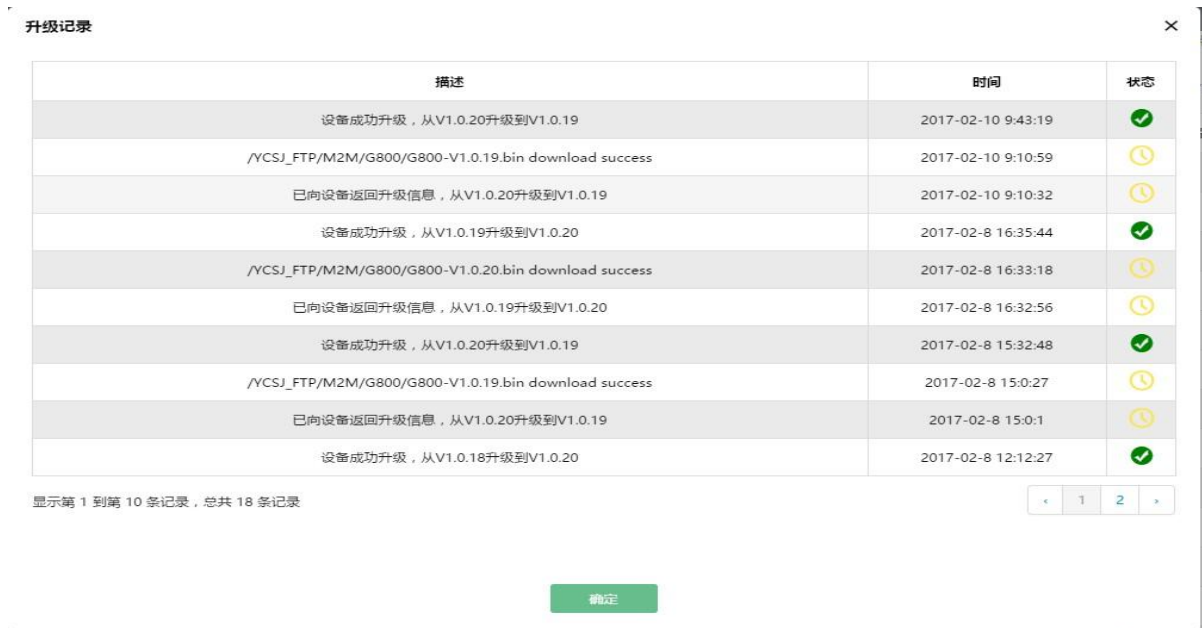 升级记录 ×
描述 时间 状态
设备成功升级，从V1.0.20升级到V1.0.19 2017-02-10 9:43:19
/YCSJ_FTP/M2M/G800/G800-V1.0.19.bin download success 2017-02-10 9:10:59
已向设备返回升级信息，从V1.0.20升级到V1.0.19 2017-02-10 9:10:32
设备成功升级，从V1.0.19升级到V1.0.20 2017-02-8 16:35:44
/YCSJ_FTP/M2M/G800/G800-V1.0.20.bin download success 2017-02-8 16:33:18
已向设备返回升级信息，从V1.0.19升级到V1.0.20 2017-02-8 16:32:56
设备成功升级，从V1.0.20升级到V1.0.19 2017-02-8 15:32:48
/YCSJ_FTP/M2M/G800/G800-V1.0.19.bin download success 2017-02-8 15:0:27
已向设备返回升级信息，从V1.0.20升级到V1.0.19 2017-02-8 15:0:1
设备成功升级，从V1.0.18升级到V1.0.20 2017-02-8 12:12:27
显示第 1 到第 10 条记录，总共 18 条记录 ‹ 1 2 ›
确定